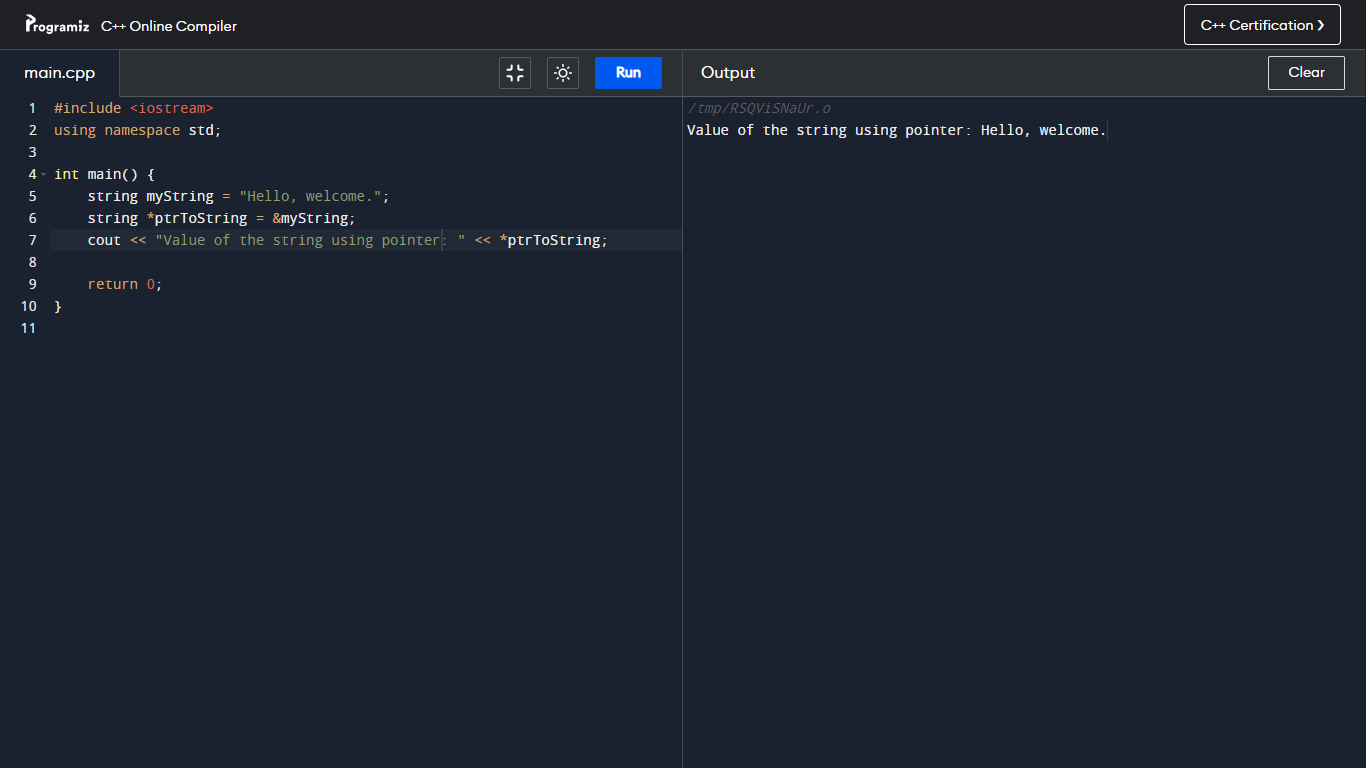 Programiz C++ Online Compiler
C++ Certification ❯
main.cpp
Run
Output
Clear
1 #include <iostream>
2 using namespace std;
3
4 int main() {
5     string myString = "Hello, welcome.";
6     string *ptrToString = &myString;
7     cout << "Value of the string using pointer: " << *ptrToString;
8
9     return 0;
10 }
11
/tmp/RSQViSNaUr.o
Value of the string using pointer: Hello, welcome.